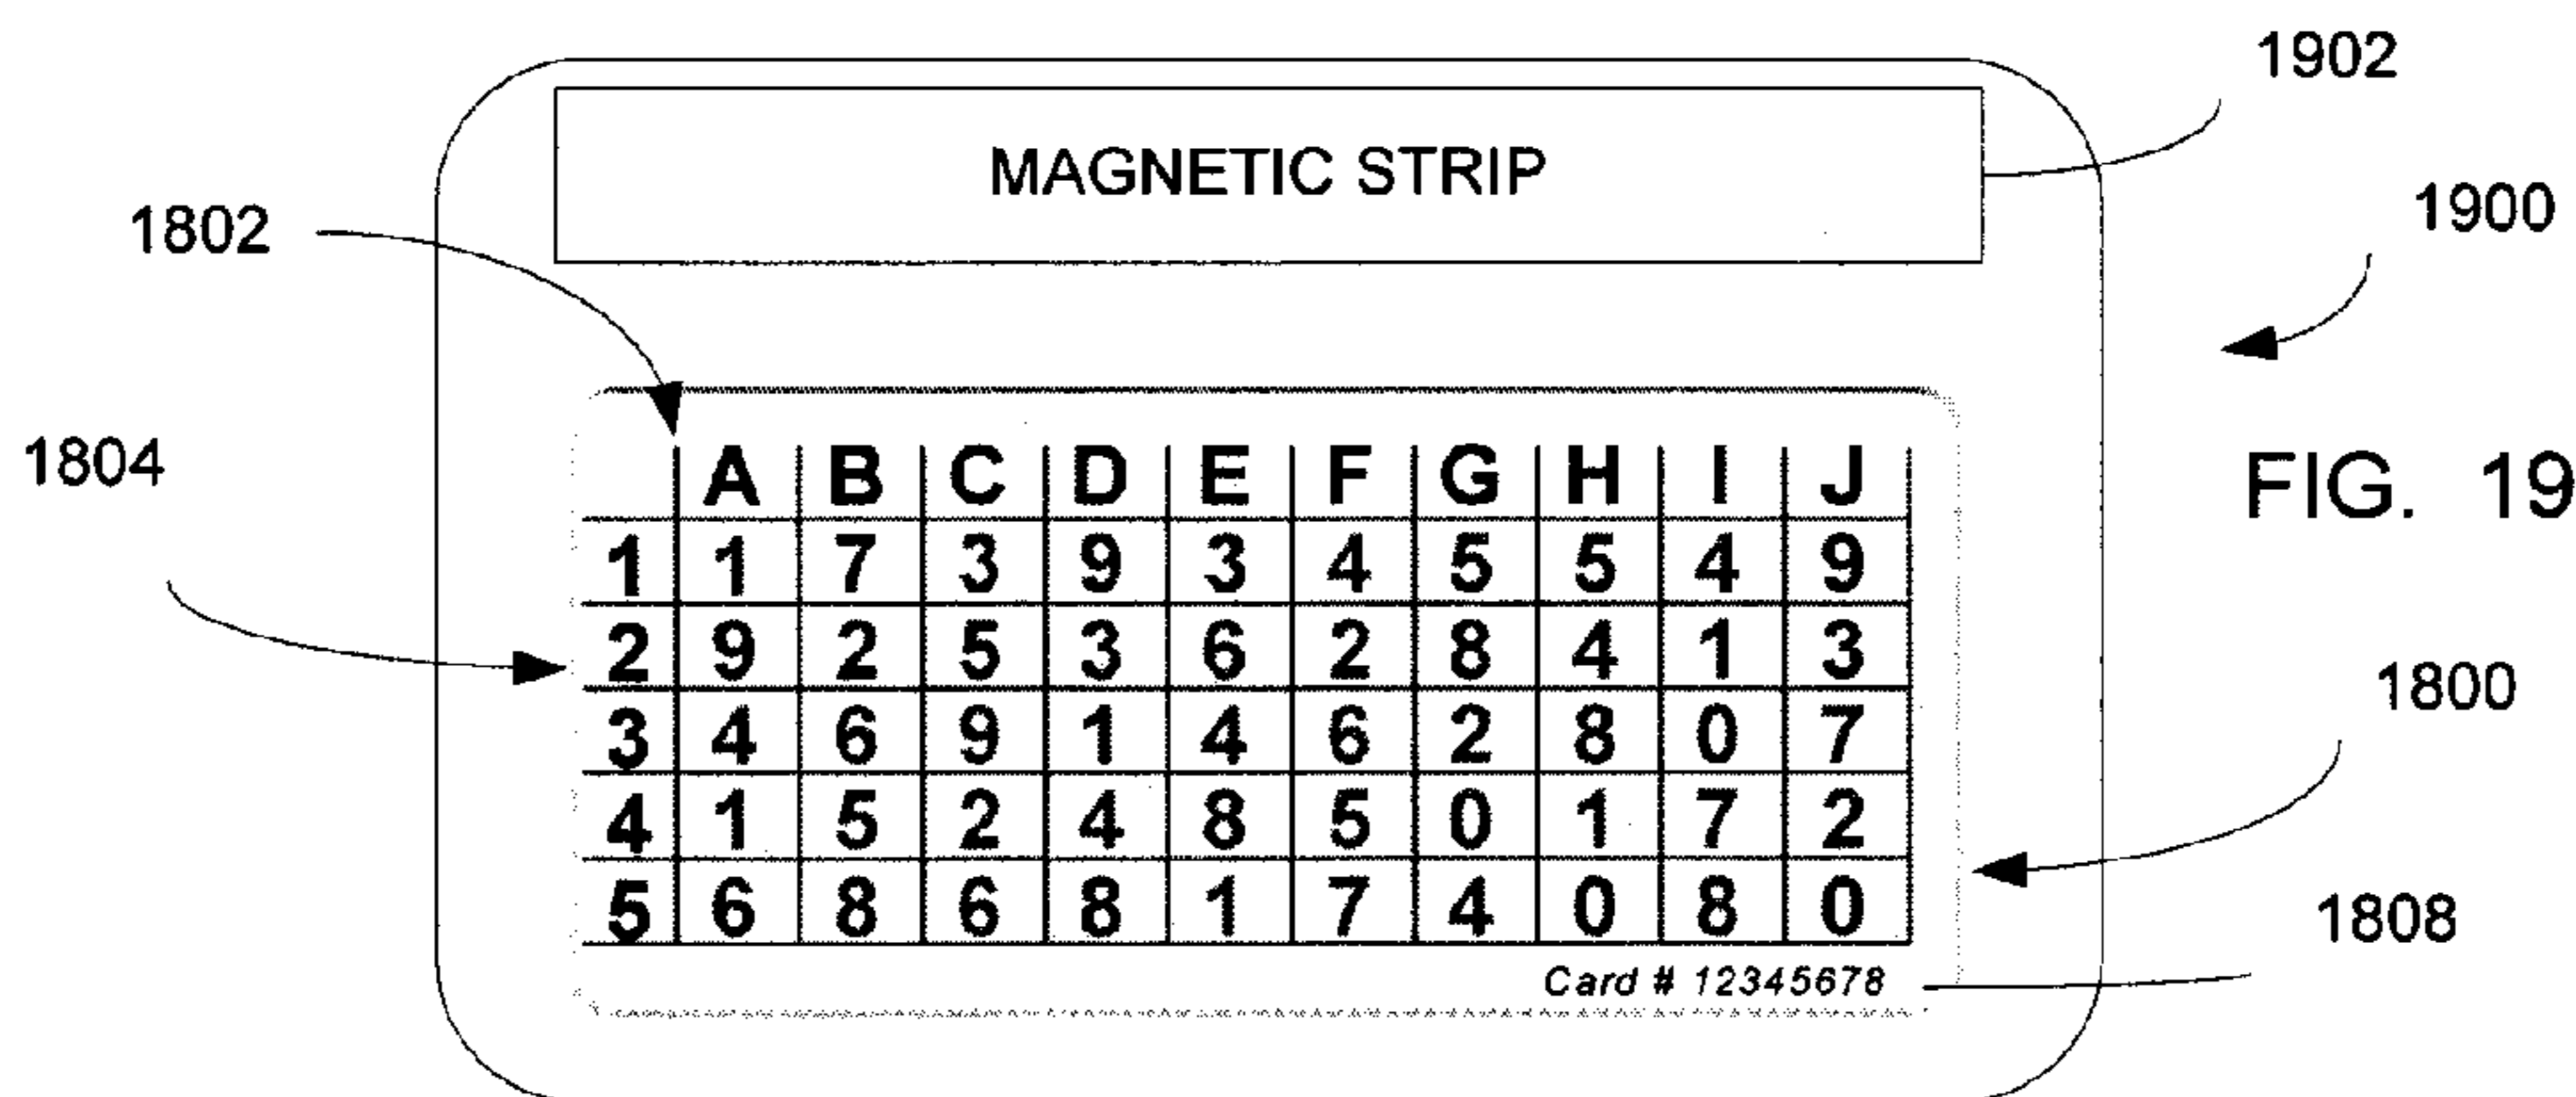 1902
MAGNETIC STRIP
1900
1802
1804
A B C D E F G H I J
FIG. 19
1 1 7 3 9 3 4 5 5 4 9
2 9 2 5 3 6 2 8 4 1 3
1800
3 4 6 9 1 4 6 2 8 0 7
4 1 5 2 4 8 5 0 1 7 2
5 6 8 6 8 1 7 4 0 8 0
1808
Card # 12345678